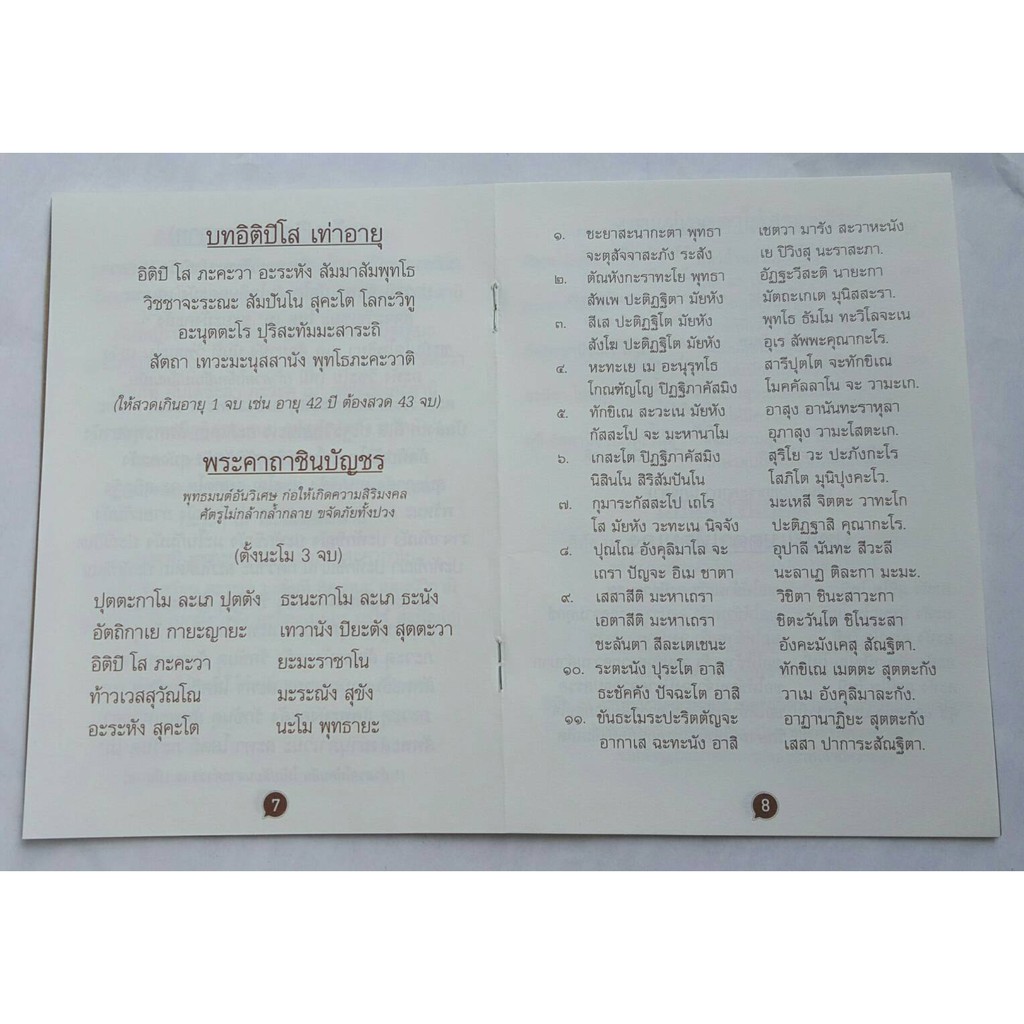 บทอิติปิโส เท่าอายุ
อิติปิ โส ภะคะวา อะระหัง สัมมาสัมพุทโธ
วิชชาจะระณะ สัมปันโน สุคะโต โลกะวิทู
อะนุตตะโร ปุริสะทัมมะสาระถิ
สัตถา เทวะมะนุสสานัง พุทโธภะคะวาติ
(ให้สวดเกินอายุ 1 จบ เช่น อายุ 42 ปี ต้องสวด 43 จบ)
พระคาถาชินบัญชร
พุทธมนต์อันวิเศษ ก่อให้เกิดความสิริมงคล
ศัตรูไม่กล้ากล้ำกลาย ขจัดภัยทั้งปวง
(ตั้งนะโม 3 จบ)
ปุตตะกาโม ละเภ ปุตตัง ธะนะกาโม ละเภ ธะนัง
อัตถิกาเย กายะญายะ เทวานัง ปิยะตัง สุตตะวา
อิติปิ โส ภะคะวา ยะมะราชาโน
ท้าวเวสสุวัณโณ มะระณัง สุขัง
อะระหัง สุคะโต นะโม พุทธายะ
7
๑. ชะยาสะนากะตา พุทธา เชตวา มารัง สะวาหะนัง
จะตุสัจจาสะภัง ระสัง เย ปิวิงสุ นะราสะภา.
๒. ตัณหังกะราทะโย พุทธา อัฏฐะวีสะติ นายะกา
สัพเพ ปะติฏฐิตา มัยหัง มัตถะเกเต มุนิสสะรา.
๓. สีเส ปะติฏฐิโต มัยหัง พุทโธ ธัมโม ทะวิโลจะเน
สังโฆ ปะติฏฐิโต มัยหัง อุเร สัพพะคุณากะโร.
๔. หะทะเย เม อะนุรุทโธ สารีปุตโต จะทักขิเณ
โกณฑัญโญ ปิฏฐิภาคัสมิง โมคคัลลาโน จะ วามะเก.
๕. ทักขิเณ สะวะเน มัยหัง อาสุง อานันทะราหุลา
กัสสะโป จะ มะหานาโม อุภาสุง วามะโสตะเก.
๖. เกสะโต ปิฏฐิภาคัสมิง สุริโย วะ ปะภังกะโร
นิสินโน สิริสัมปันโน โสภิโต มุนิปุงคะโว.
๗. กุมาระกัสสะโป เถโร มะเหสี จิตตะ วาทะโก
โส มัยหัง วะทะเน นิจจัง ปะติฏฐาสิ คุณากะโร.
๘. ปุณโณ อังคุลิมาโล จะ อุปาลี นันทะ สีวะลี
เถรา ปัญจะ อิเม ชาตา นะลาเฏ ติละกา มะมะ.
๙. เสสาสีติ มะหาเถรา วิชิตา ชินะสาวะกา
เอตาสีติ มะหาเถรา ชิตะวันโต ชิโนระสา
ชะลันตา สีละเตเชนะ อังคะมังเคสุ สัณฐิตา.
๑๐. ระตะนัง ปุระโต อาสิ ทักขิเณ เมตตะ สุตตะกัง
ธะชัคคัง ปัจฉะโต อาสิ วาเม อังคุลิมาละกัง.
๑๑. ขันธะโมระปะริตตัญจะ อาฏานาฏิยะ สุตตะกัง
อากาเส ฉะทะนัง อาสิ เสสา ปาการะสัณฐิตา.
8